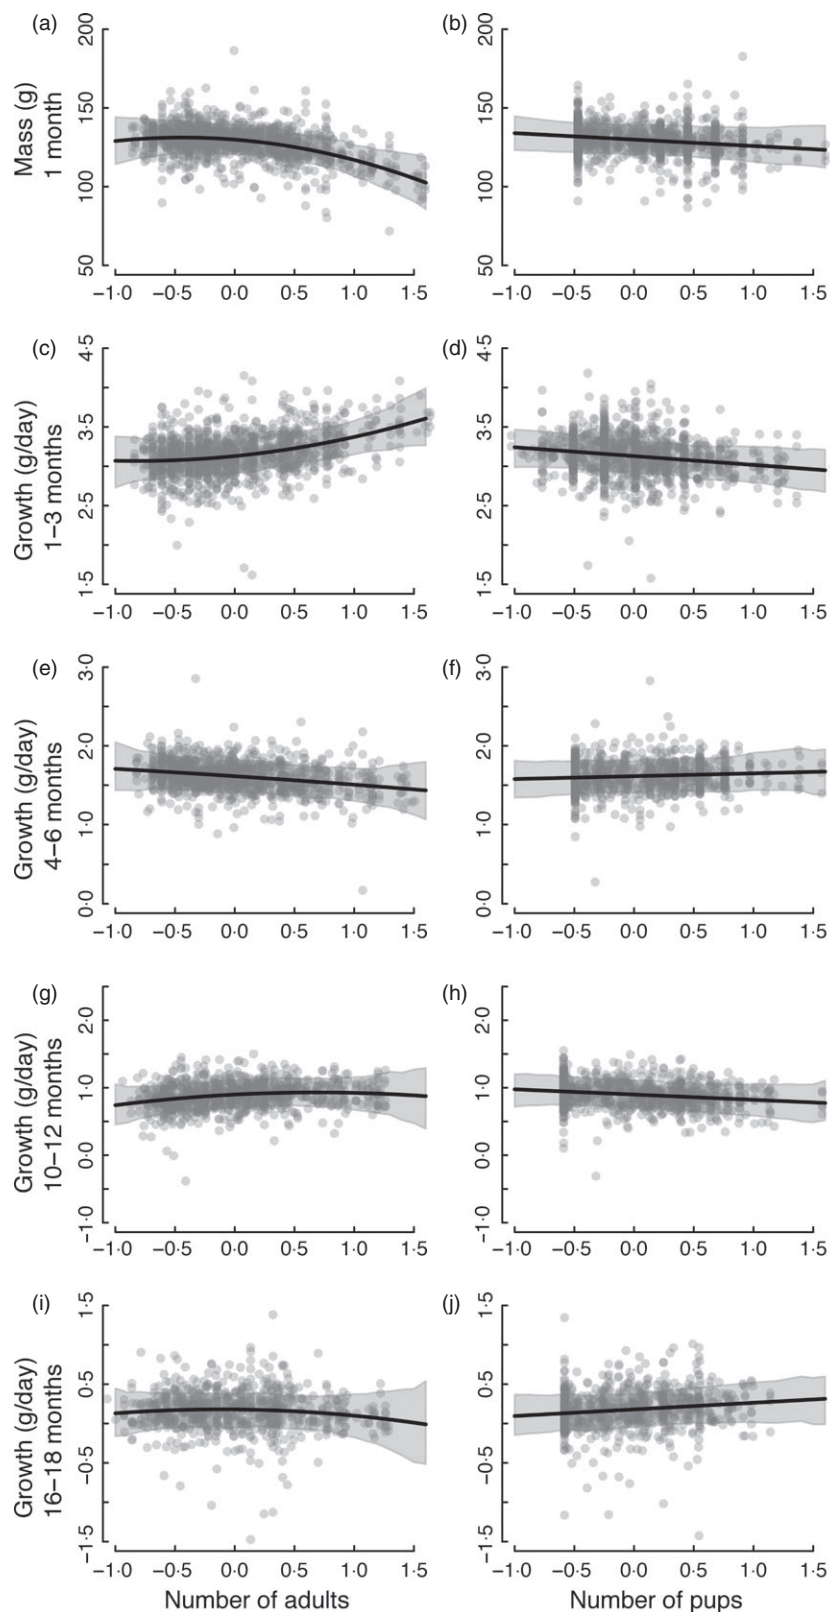 (a)
(b)
Mass (g)
1 month
50 100 150 200
50 100 150 200
−1·0 −0·5 0·0 0·5 1·0 1·5
−1·0 −0·5 0·0 0·5 1·0 1·5
(c)
(d)
Growth (g/day)
1–3 months
1·5 2·5 3·5 4·5
1·5 2·5 3·5 4·5
−1·0 −0·5 0·0 0·5 1·0 1·5
−1·0 −0·5 0·0 0·5 1·0 1·5
(e)
(f)
Growth (g/day)
4–6 months
0·0 1·0 2·0 3·0
0·0 1·0 2·0 3·0
−1·0 −0·5 0·0 0·5 1·0 1·5
−1·0 −0·5 0·0 0·5 1·0 1·5
(g)
(h)
Growth (g/day)
10–12 months
−1·0 0·0 1·0 2·0
−1·0 0·0 1·0 2·0
−1·0 −0·5 0·0 0·5 1·0 1·5
−1·0 −0·5 0·0 0·5 1·0 1·5
(i)
(j)
Growth (g/day)
16–18 months
−1·5 −0·5 0·5 1·5
−1·5 −0·5 0·5 1·5
−1·0 −0·5 0·0 0·5 1·0 1·5
−1·0 −0·5 0·0 0·5 1·0 1·5
Number of adults
Number of pups